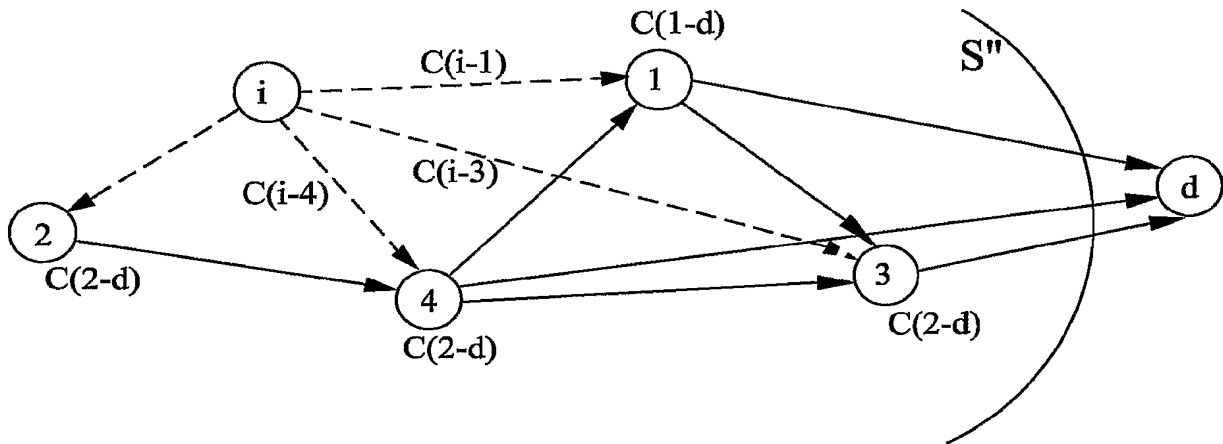 C(1-d)
S"
C(i-1)
i
1
C(i-3)
C(i-4)
d
2
C(2-d)
4
3
C(2-d)
C(2-d)